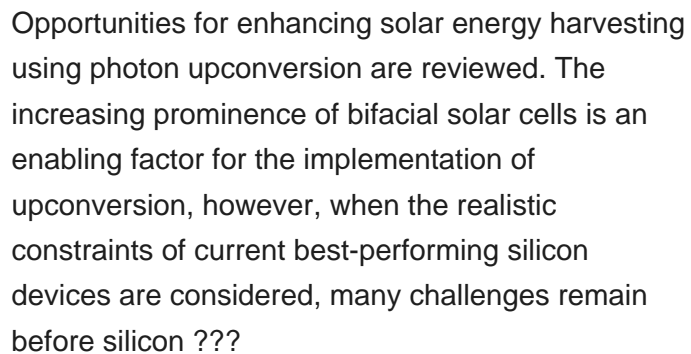 Opportunities for enhancing solar energy harvesting
using photon upconversion are reviewed. The
increasing prominence of bifacial solar cells is an
enabling factor for the implementation of
upconversion, however, when the realistic
constraints of current best-performing silicon
devices are considered, many challenges remain
before silicon ???